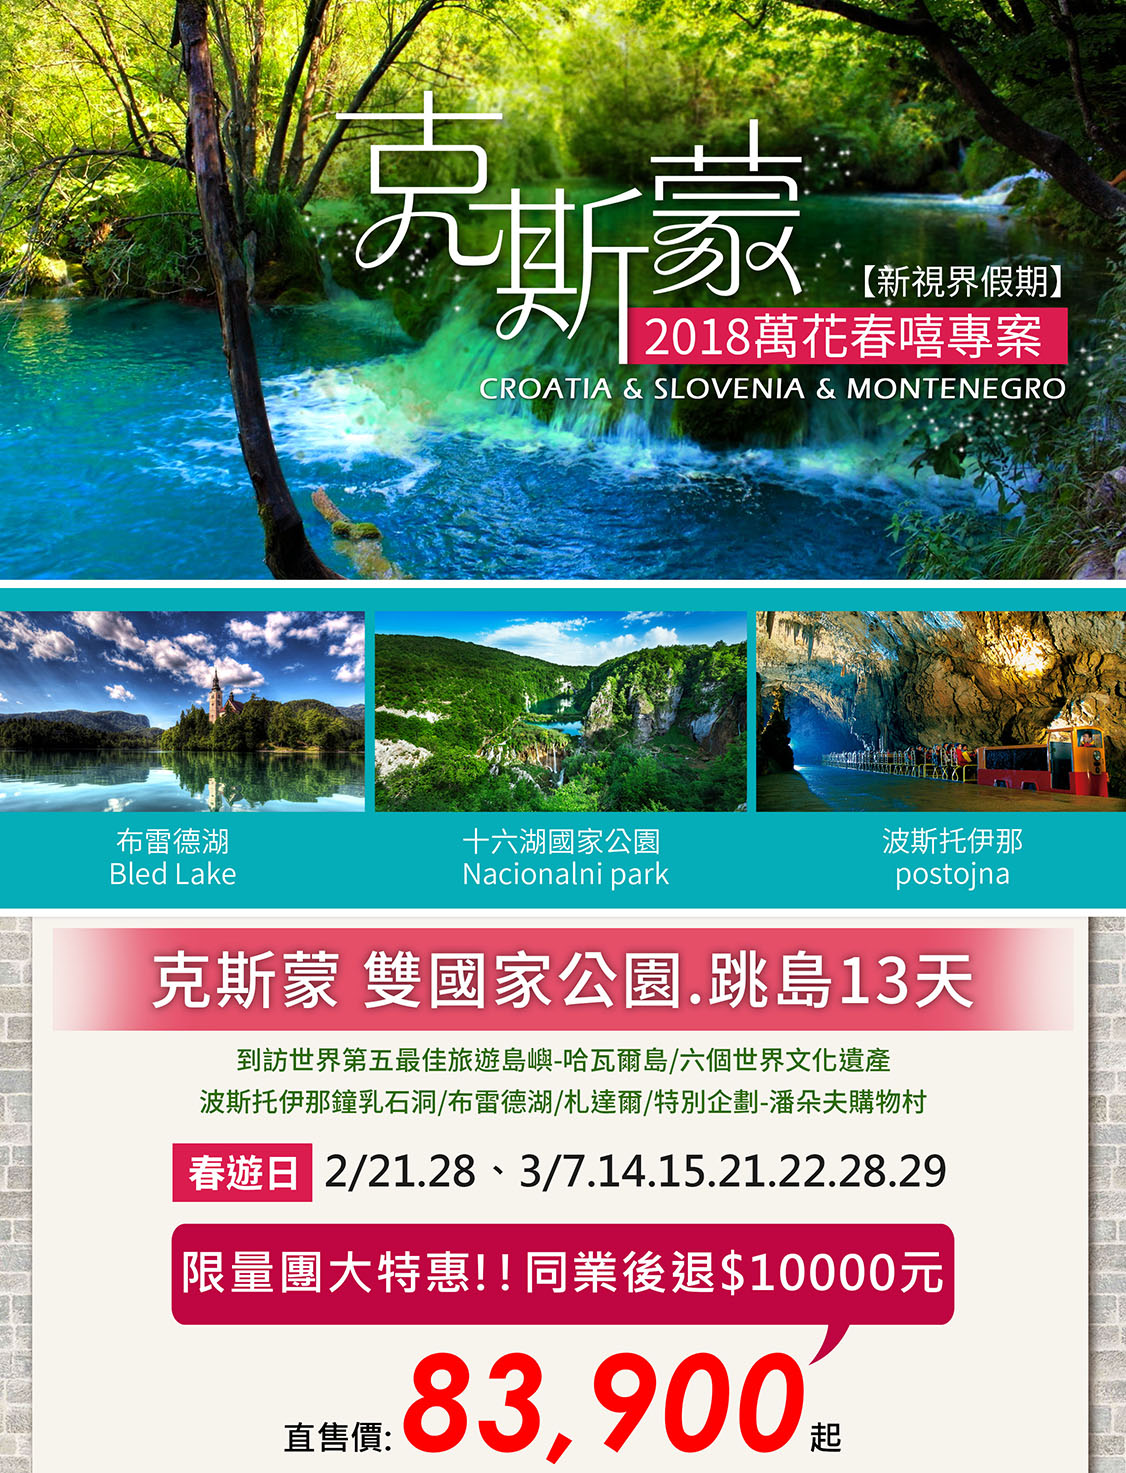 克斯蒙
【新視界假期】
2018萬花春嘻專案
CROATIA & SLOVENIA & MONTENEGRO
布雷德湖
Bled Lake
十六湖國家公園
Nacionalni park
波斯托伊那
postojna
克斯蒙 雙國家公園.跳島13天
到訪世界第五最佳旅遊島嶼-哈瓦爾島/六個世界文化遺產
波斯托伊那鐘乳石洞/布雷德湖/札達爾/特別企劃-潘朵夫購物村
春遊日 2/21.28、3/7.14.15.21.22.28.29
限量團大特惠!!同業後退$10000元
直售價:83,900起